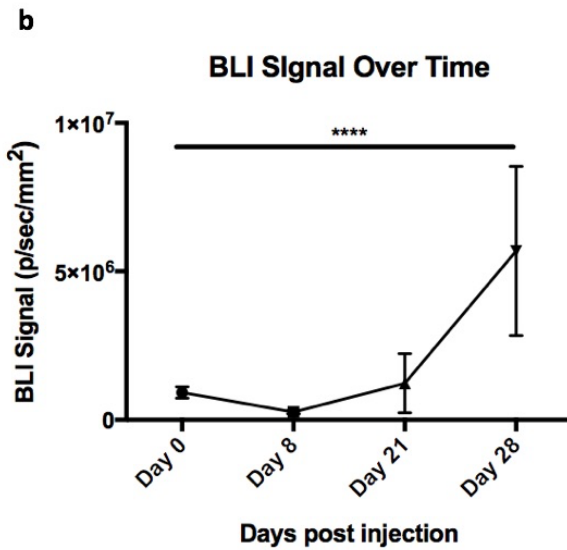 b
BLI SIgnal Over Time
****
1×10⁷
5×10⁶
0
BLI Signal (p/sec/mm²)
Day 0
Day 8
Day 21
Day 28
Days post injection